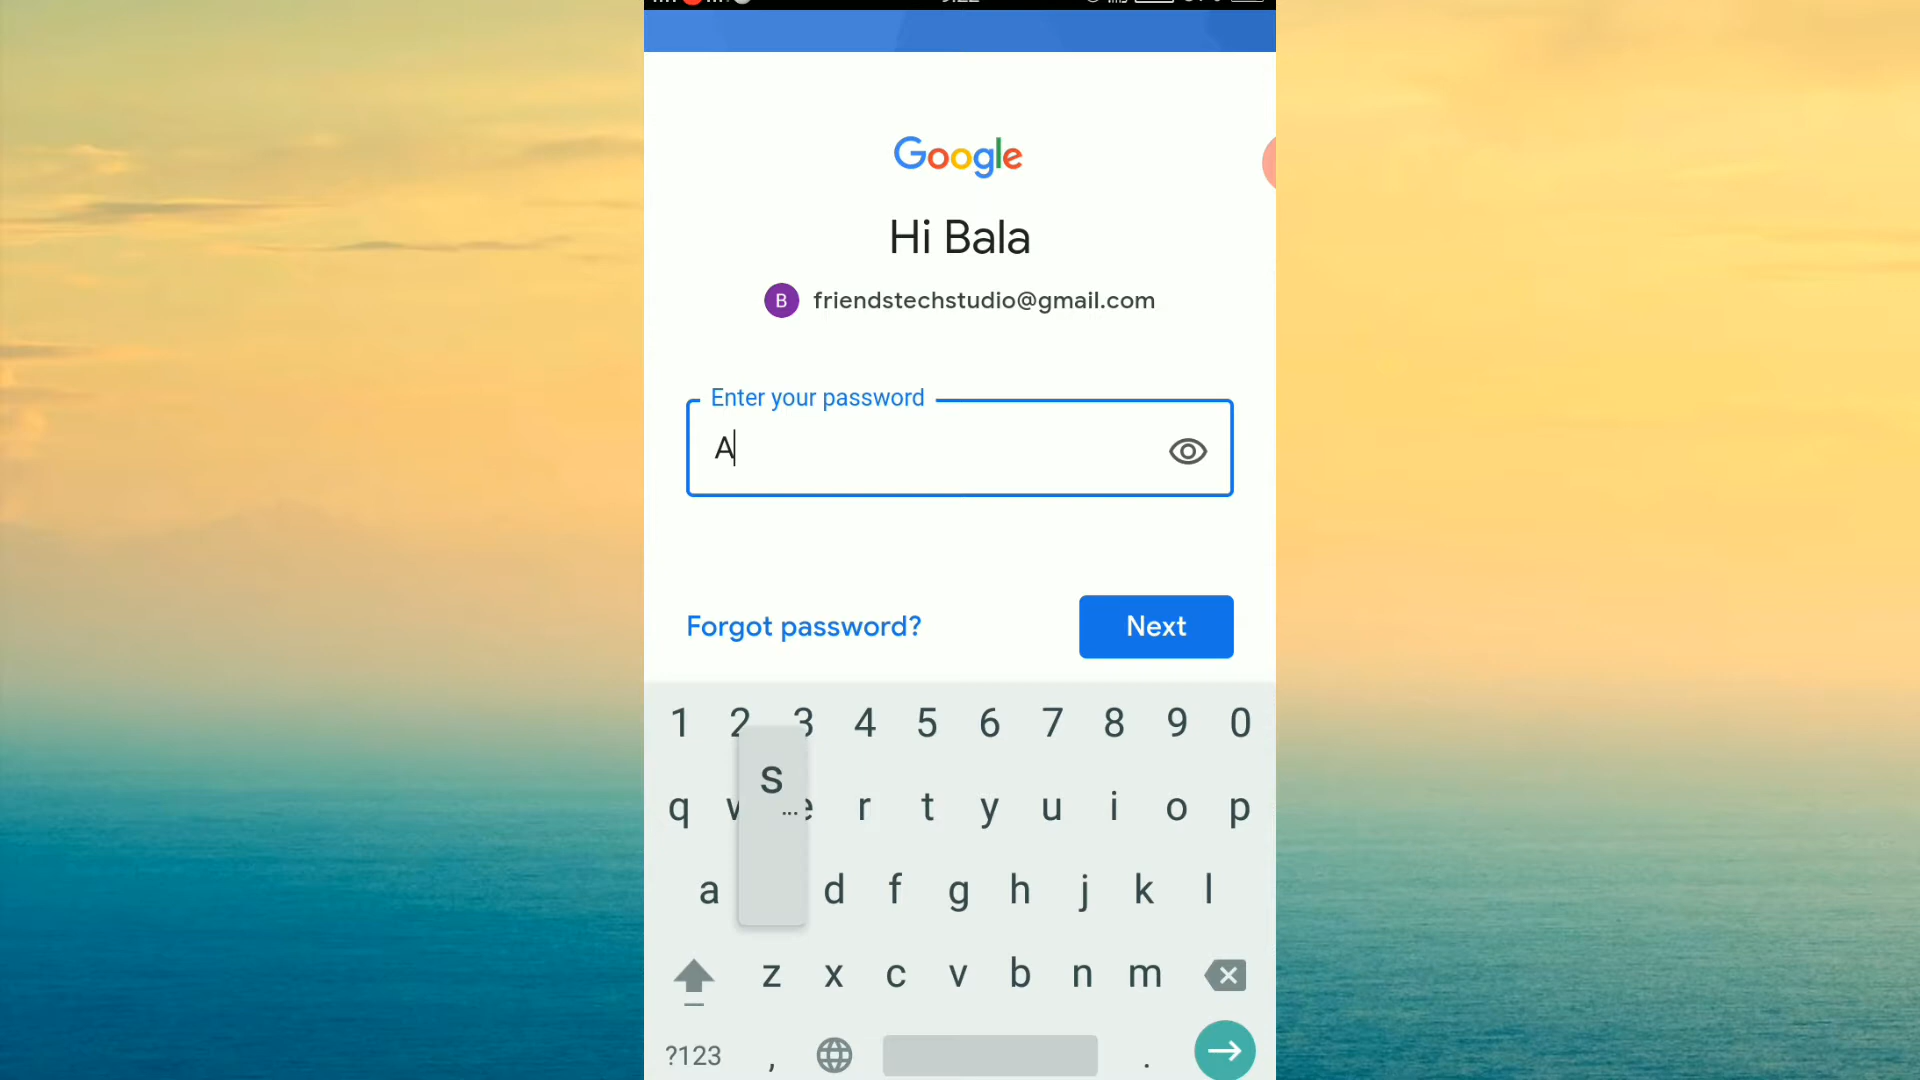 Google
Hi Bala
B friendstechstudio@gmail.com
Enter your password
A
Forgot password?
Next
1 2 3 4 5 6 7 8 9 0
s
...
q w e r t y u i o p
a d f g h j k l
z x c v b n m
?123 , .